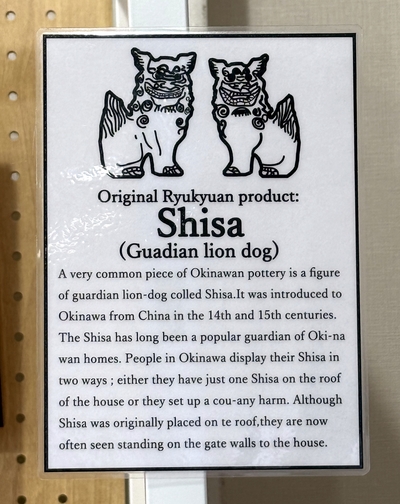 Original Ryukyuan product:
Shisa
(Guadian lion dog)
A very common piece of Okinawan pottery is a figure
of guardian lion-dog colled Shisa.It was introduced to
Okinawa from China in the 14th and 15th centuries.
The Shisa has long been a popular guardian of Oki-na
wan homes. People in Okinawa display their Shisa in
two ways ; either they have just one Shisa on the roof
of the house or they set up a cou-any harm. Although
Shisa was originally placed on te roof,they are now
often seen standing on the gate walls to the house.